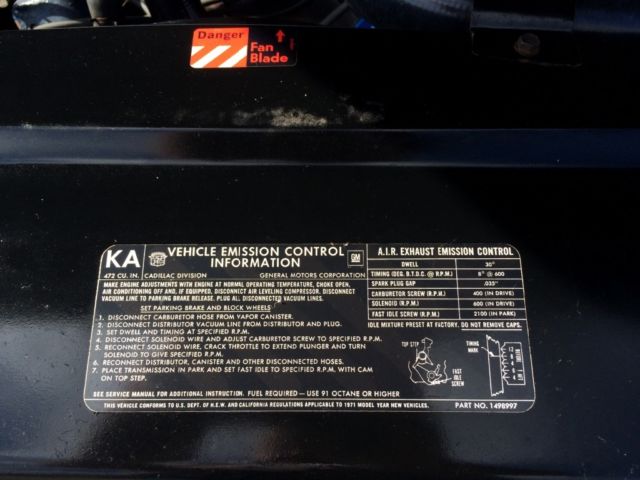 Danger
Fan
Blade
KA
472 CU. IN.
VEHICLE EMISSION CONTROL
INFORMATION
GM
CADILLAC DIVISION GENERAL MOTORS CORPORATION
MAKE ENGINE ADJUSTMENTS WITH ENGINE AT NORMAL OPERATING TEMPERATURE, CHOKE OPEN,
AIR CONDITIONING OFF AND, IF EQUIPPED, DISCONNECT AIR LEVELING COMPRESSOR. DISCONNECT
VACUUM LINE TO PARKING BRAKE RELEASE. PLUG ALL DISCONNECTED VACUUM LINES.
SET PARKING BRAKE AND BLOCK WHEELS
1. DISCONNECT CARBURETOR HOSE FROM VAPOR CANISTER.
2. DISCONNECT DISTRIBUTOR VACUUM LINE FROM DISTRIBUTOR AND PLUG.
3. SET DWELL AND TIMING AT SPECIFIED R.P.M.
4. DISCONNECT SOLENOID WIRE AND ADJUST CARBURETOR SCREW TO SPECIFIED R.P.M.
5. RECONNECT SOLENOID WIRE, CRACK THROTTLE TO EXTEND PLUNGER AND TURN
SOLENOID TO GIVE SPECIFIED R.P.M.
6. RECONNECT DISTRIBUTOR, CANISTER AND OTHER DISCONNECTED HOSES.
7. PLACE TRANSMISSION IN PARK AND SET FAST IDLE TO SPECIFIED R.P.M. WITH CAM
ON TOP STEP.
A.I.R. EXHAUST EMISSION CONTROL
DWELL 30°
TIMING (DEG. B.T.D.C. @ R.P.M.) 8° @ 600
SPARK PLUG GAP .035"
CARBURETOR SCREW (R.P.M.) 400 (IN DRIVE)
SOLENOID (R.P.M.) 600 (IN DRIVE)
FAST IDLE SCREW (R.P.M.) 2100 (IN PARK)
IDLE MIXTURE PRESET AT FACTORY. DO NOT REMOVE CAPS.
TOP STEP
FAST
IDLE
SCREW
TIMING
MARK
SEE SERVICE MANUAL FOR ADDITIONAL INSTRUCTION. FUEL REQUIRED—USE 91 OCTANE OR HIGHER
THIS VEHICLE CONFORMS TO U.S. DEPT. OF H.E.W. AND CALIFORNIA REGULATIONS APPLICABLE TO 1971 MODEL YEAR NEW VEHICLES. PART NO. 1498997